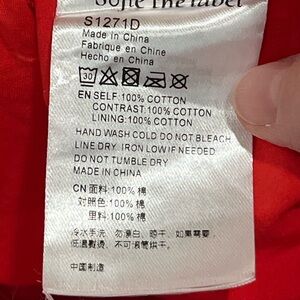 Sofie The Label
S1271D
Made in China
Fabrique en Chine
Hecho en China
30
EN SELF:100% COTTON
CONTRAST:100% COTTON
LINING:100% COTTON
HAND WASH COLD DO NOT BLEACH
LINE DRY IRON LOW IF NEEDED
DO NOT TUMBLE DRY
MADE IN CHINA
CN 面料:100% 棉
对照色:100% 棉
里料:100% 棉
冷水手洗, 勿漂白, 晾干, 如果需要,
低温熨烫, 不可滚筒烘干。
中国制造